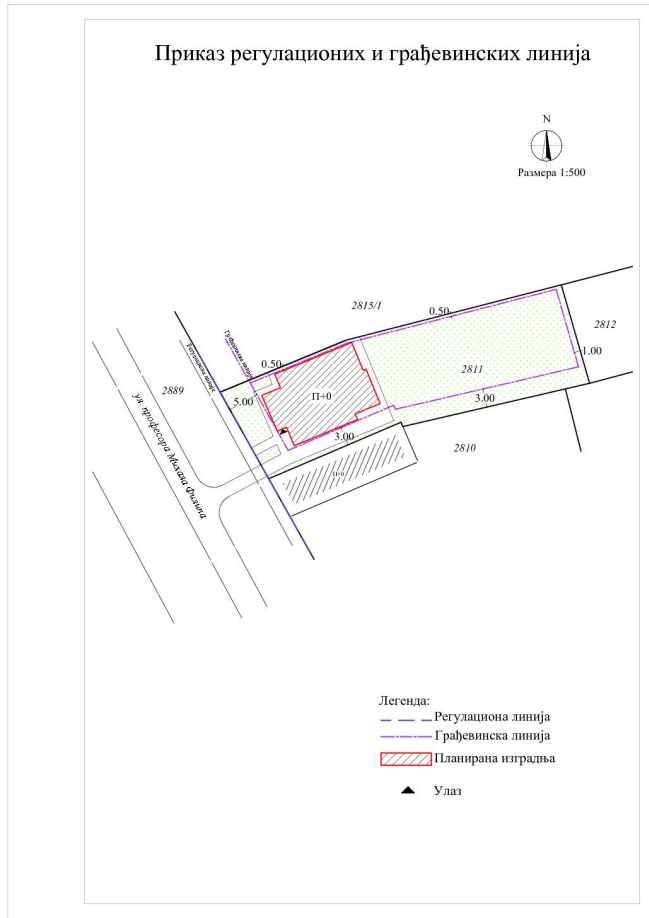 Приказ регулационих и грађевинских линија
N
Размера 1:500
2815/1
0.50
2812
Грађевинска линија
Регулациона линија
0.50
1.00
2811
2889
П+0
5.00
3.00
3.00
2810
ул. професора Михаила Филипа
П+0
Легенда:
Регулациона линија
Грађевинска линија
Планирана изградња
Улаз